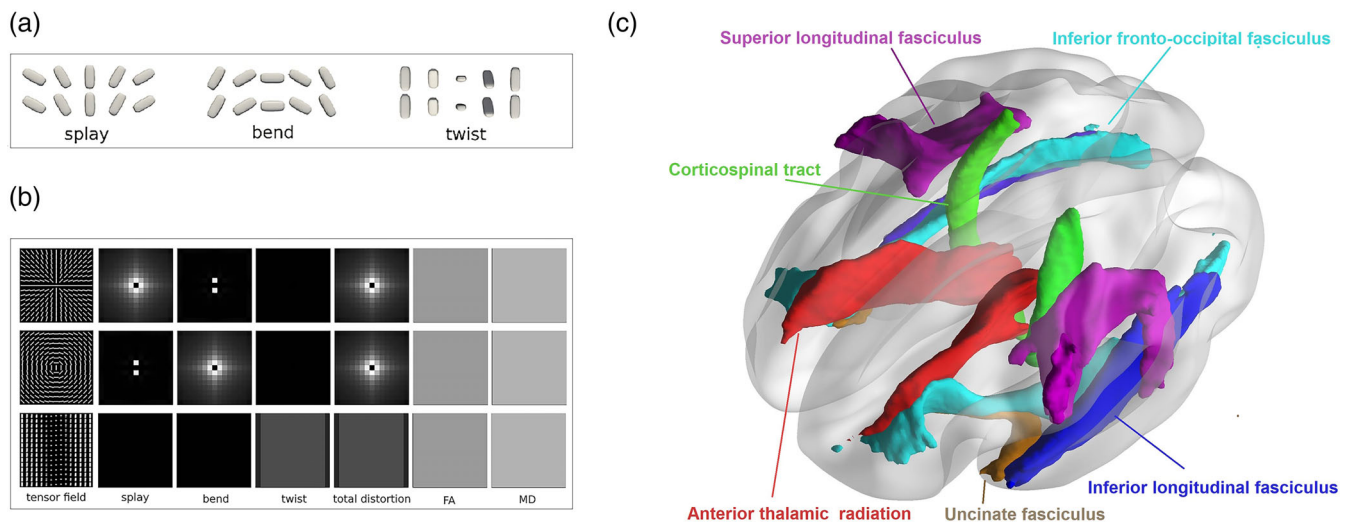 (a)
splay bend twist
(b)
tensor field splay bend twist total distortion FA MD
(c)
Superior longitudinal fasciculus
Inferior fronto-occipital fasciculus
Corticospinal tract
Anterior thalamic radiation
Uncinate fasciculus
Inferior longitudinal fasciculus